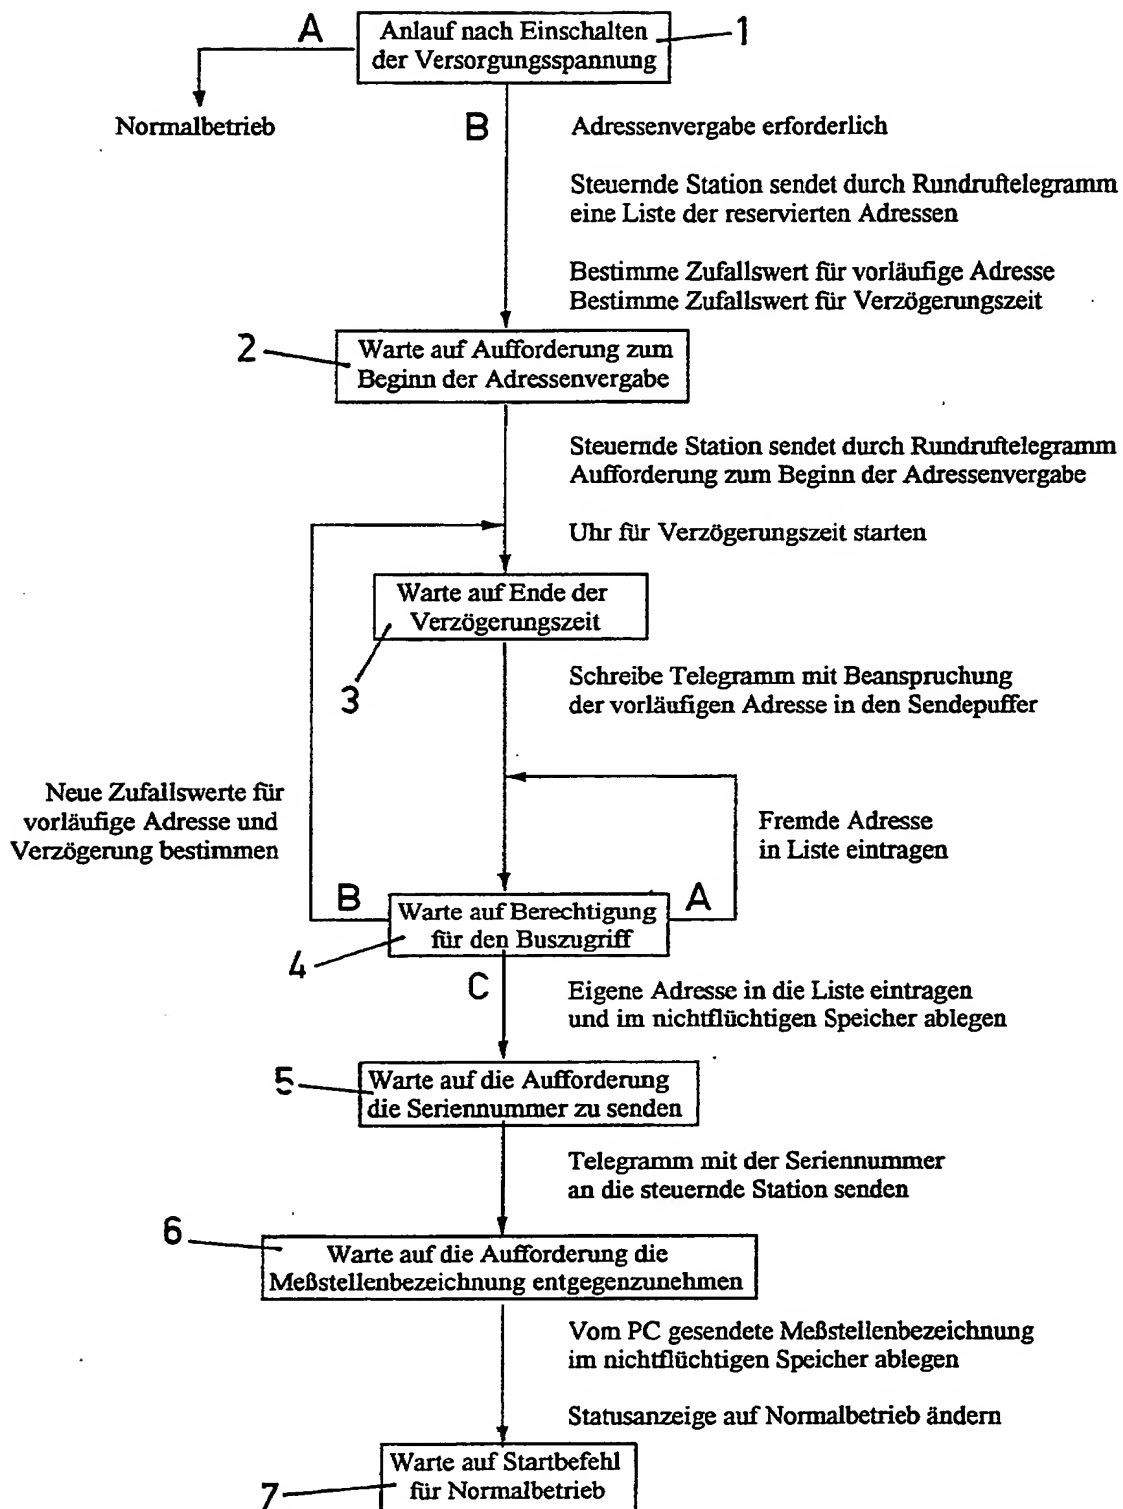 A
Anlauf nach Einschalten
der Versorgungsspannung
1
Normalbetrieb
B
Adressenvergabe erforderlich
Steuernde Station sendet durch Rundruftelegramm
eine Liste der reservierten Adressen
Bestimme Zufallswert für vorläufige Adresse
Bestimme Zufallswert für Verzögerungszeit
2
Warte auf Aufforderung zum
Beginn der Adressenvergabe
Steuernde Station sendet durch Rundruftelegramm
Aufforderung zum Beginn der Adressenvergabe
Uhr für Verzögerungszeit starten
Warte auf Ende der
Verzögerungszeit
3
Schreibe Telegramm mit Beanspruchung
der vorläufigen Adresse in den Sendepuffer
Neue Zufallswerte für
vorläufige Adresse und
Verzögerung bestimmen
Fremde Adresse
in Liste eintragen
B
Warte auf Berechtigung
für den Buszugriff
A
4
C
Eigene Adresse in die Liste eintragen
und im nichtflüchtigen Speicher ablegen
5
Warte auf die Aufforderung
die Seriennummer zu senden
Telegramm mit der Seriennummer
an die steuernde Station senden
6
Warte auf die Aufforderung die
Meßstellenbezeichnung entgegenzunehmen
Vom PC gesendete Meßstellenbezeichnung
im nichtflüchtigen Speicher ablegen
Statusanzeige auf Normalbetrieb ändern
Warte auf Startbefehl
für Normalbetrieb
7